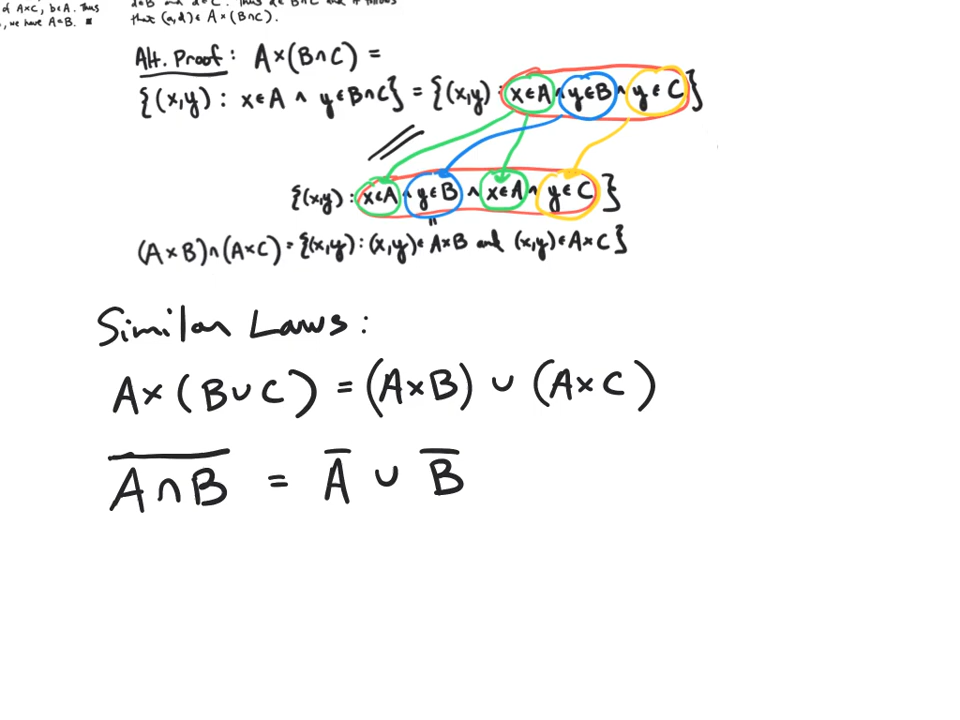 of A×C, b∈A. Thus
, we have A=B. ■
d∈B and d∈C. Thus d∈ B∩C and it follows
that (a,d)∈ A×(B∩C).
Alt. Proof: A×(B∩C) =
{(x,y) : x∈A ∧ y∈B∩C} = {(x,y) : x∈A ∧ y∈B ∧ y∈C}
{(x,y) : x∈A ∧ y∈B ∧ x∈A ∧ y∈C}
(A×B)∩(A×C) = {(x,y) : (x,y)∈ A×B and (x,y)∈A×C}
Similar Laws:
A×(B∪C) = (A×B) ∪ (A×C)
A̅∩̅B̅ = A̅ ∪ B̅